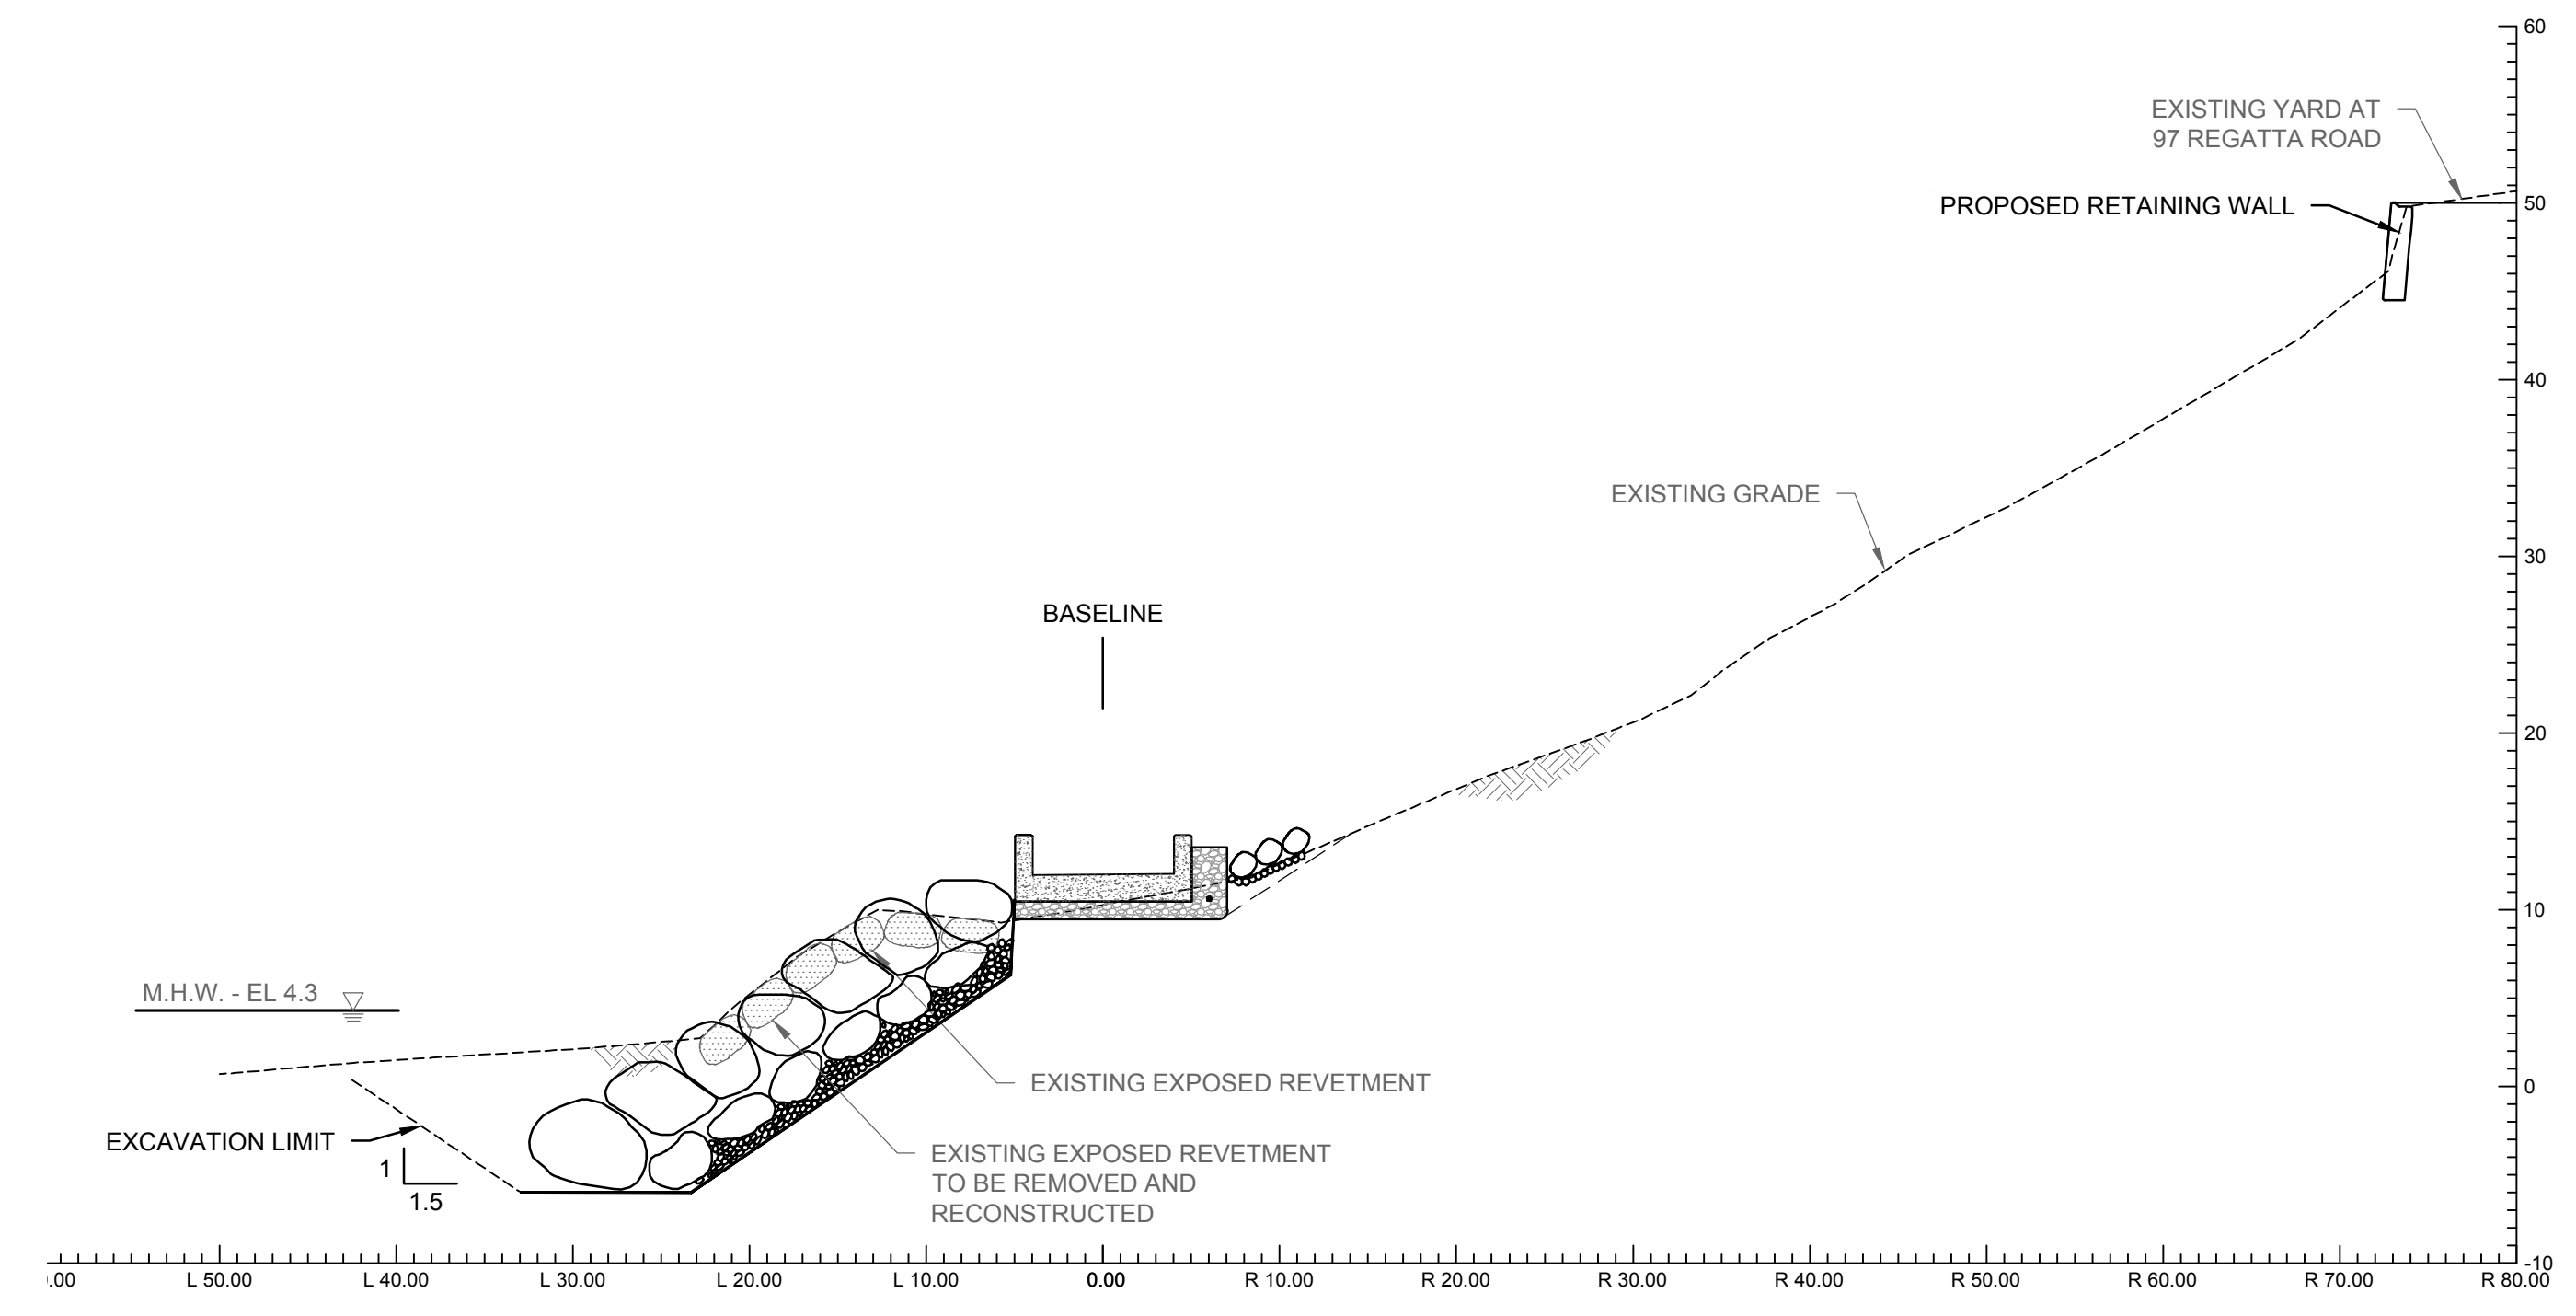 60
EXISTING YARD AT
97 REGATTA ROAD
PROPOSED RETAINING WALL
50
40
EXISTING GRADE
30
BASELINE
20
10
M.H.W. - EL 4.3
EXISTING EXPOSED REVETMENT
0
EXCAVATION LIMIT
1
1.5
EXISTING EXPOSED REVETMENT
TO BE REMOVED AND
RECONSTRUCTED
-10
.00 L 50.00 L 40.00 L 30.00 L 20.00 L 10.00 0.00 R 10.00 R 20.00 R 30.00 R 40.00 R 50.00 R 60.00 R 70.00 R 80.00